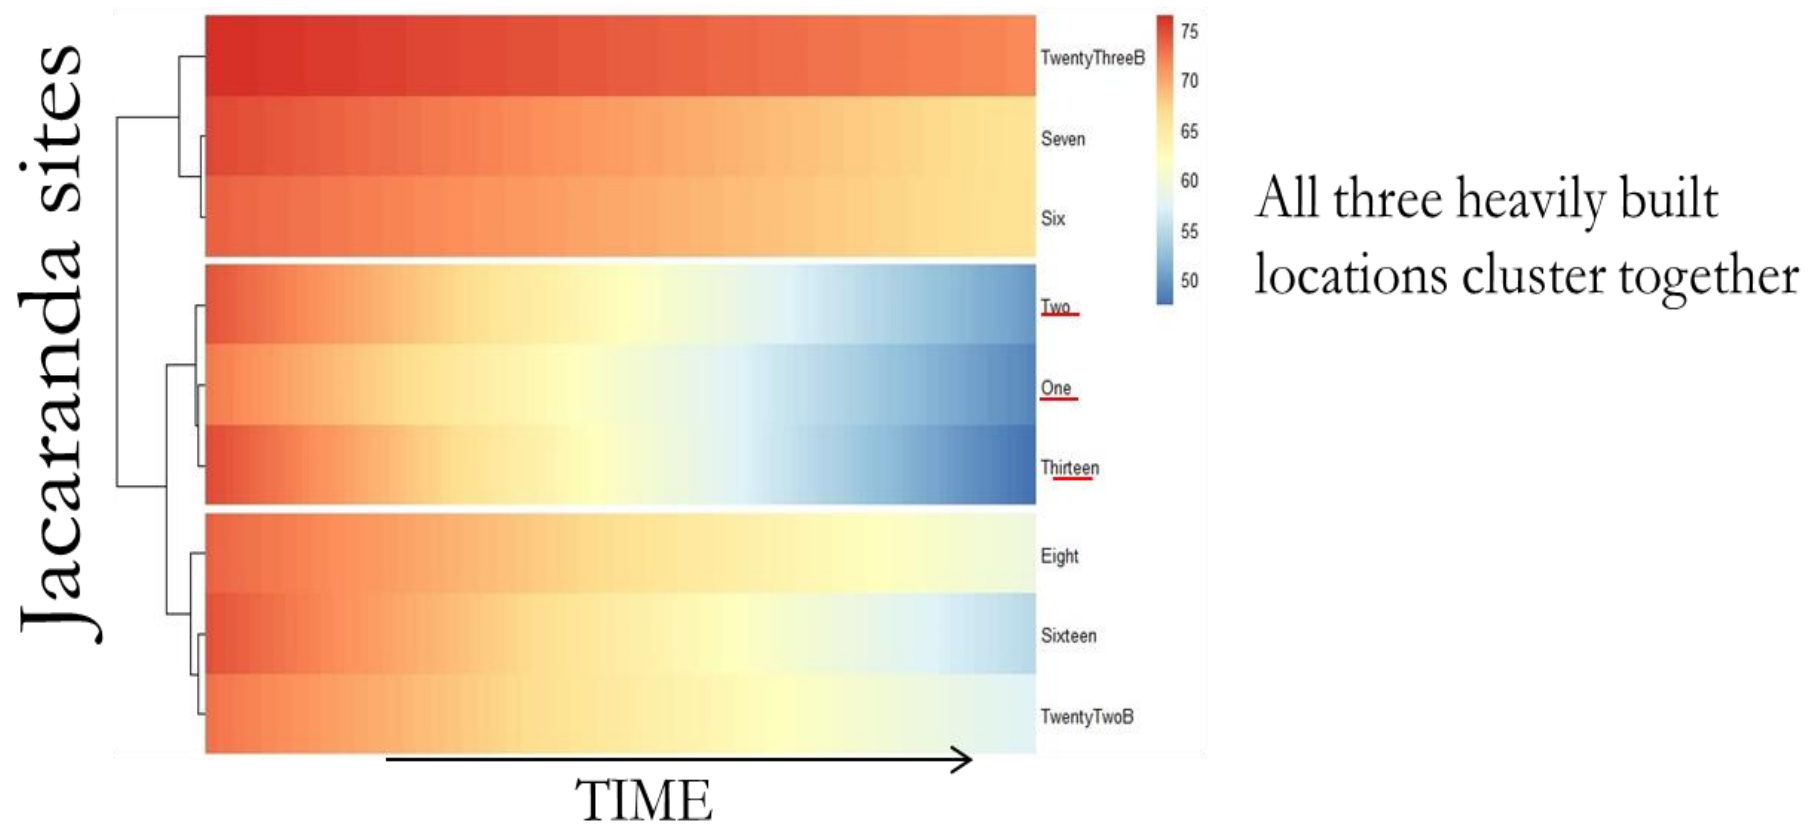 Jacaranda sites
TwentyThreeB
Seven
Six
Two
One
Thirteen
Eight
Sixteen
TwentyTwoB
75
70
65
60
55
50
All three heavily built
locations cluster together
TIME